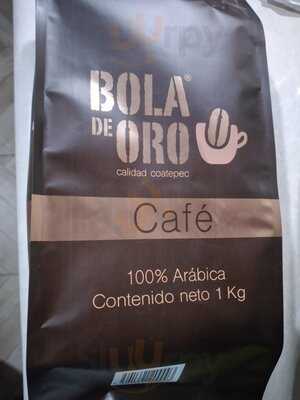 BOLA®
DE ORO
calidad coatepec
Café
100% Arábica
Contenido neto 1 Kg